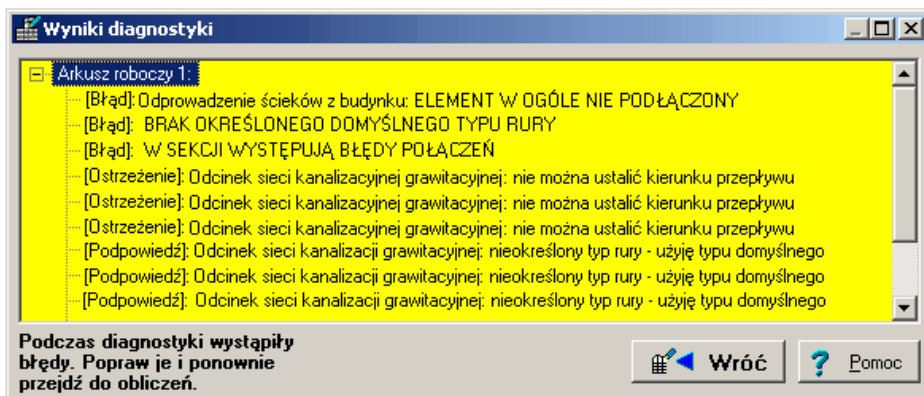 Wyniki diagnostyki
Arkusz roboczy 1:
[Błąd]: Odprowadzenie ścieków z budynku: ELEMENT W OGÓLE NIE PODŁĄCZONY
[Błąd]: BRAK OKREŚLONEGO DOMYŚLNEGO TYPU RURY
[Błąd]: W SEKCJI WYSTĘPUJĄ BŁĘDY POŁĄCZEŃ
[Ostrzeżenie]: Odcinek sieci kanalizacyjnej grawitacyjnej: nie można ustalić kierunku przepływu
[Ostrzeżenie]: Odcinek sieci kanalizacyjnej grawitacyjnej: nie można ustalić kierunku przepływu
[Ostrzeżenie]: Odcinek sieci kanalizacyjnej grawitacyjnej: nie można ustalić kierunku przepływu
[Podpowiedź]: Odcinek sieci kanalizacji grawitacyjnej: nieokreślony typ rury - użyję typu domyślnego
[Podpowiedź]: Odcinek sieci kanalizacji grawitacyjnej: nieokreślony typ rury - użyję typu domyślnego
[Podpowiedź]: Odcinek sieci kanalizacji grawitacyjnej: nieokreślony typ rury - użyję typu domyślnego
Podczas diagnostyki wystąpiły
błędy. Popraw je i ponownie
przejdź do obliczeń.
Wróć
Pomoc